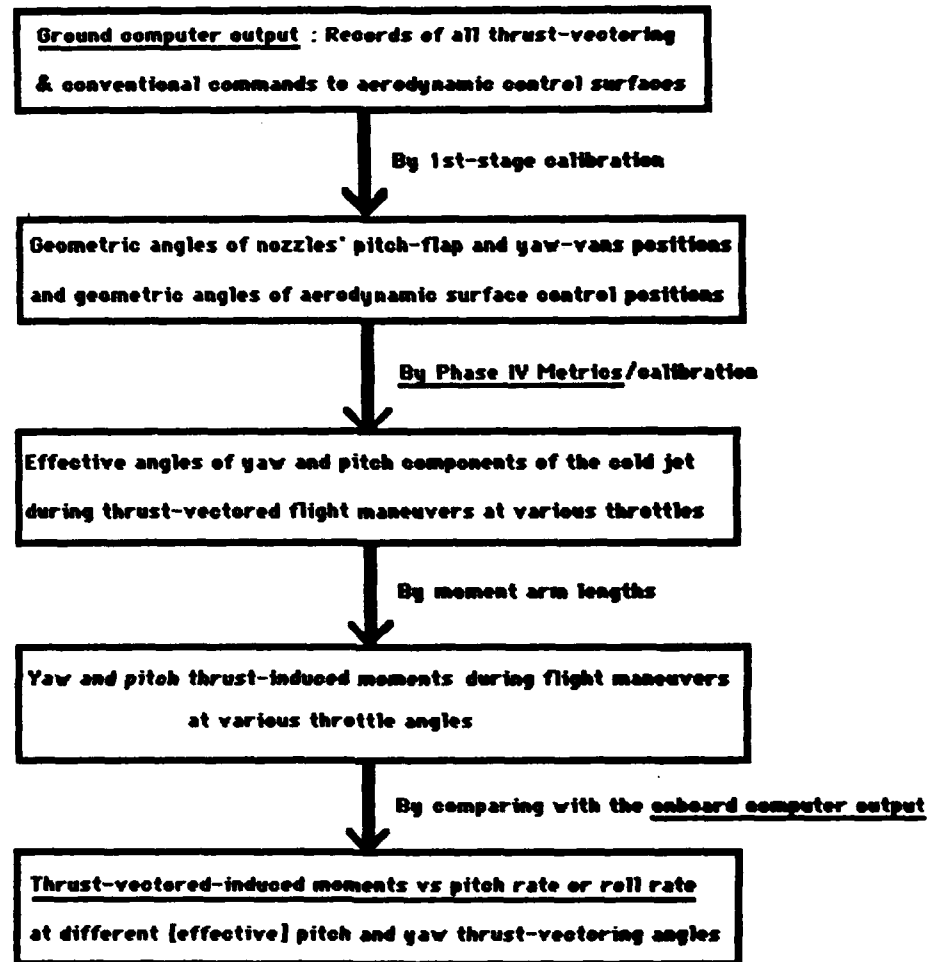 Ground computer output : Records of all thrust-vectoring
& conventional commands to aerodynamic control surfaces
By 1st-stage calibration
Geometric angles of nozzles' pitch-flap and yaw-vans positions
and geometric angles of aerodynamic surface control positions
By Phase IV Metrics/calibration
Effective angles of yaw and pitch components of the cold jet
during thrust-vectored flight maneuvers at various throttles
By moment arm lengths
Yaw and pitch thrust-induced moments during flight maneuvers
at various throttle angles
By comparing with the onboard computer output
Thrust-vectored-induced moments vs pitch rate or roll rate
at different [effective] pitch and yaw thrust-vectoring angles